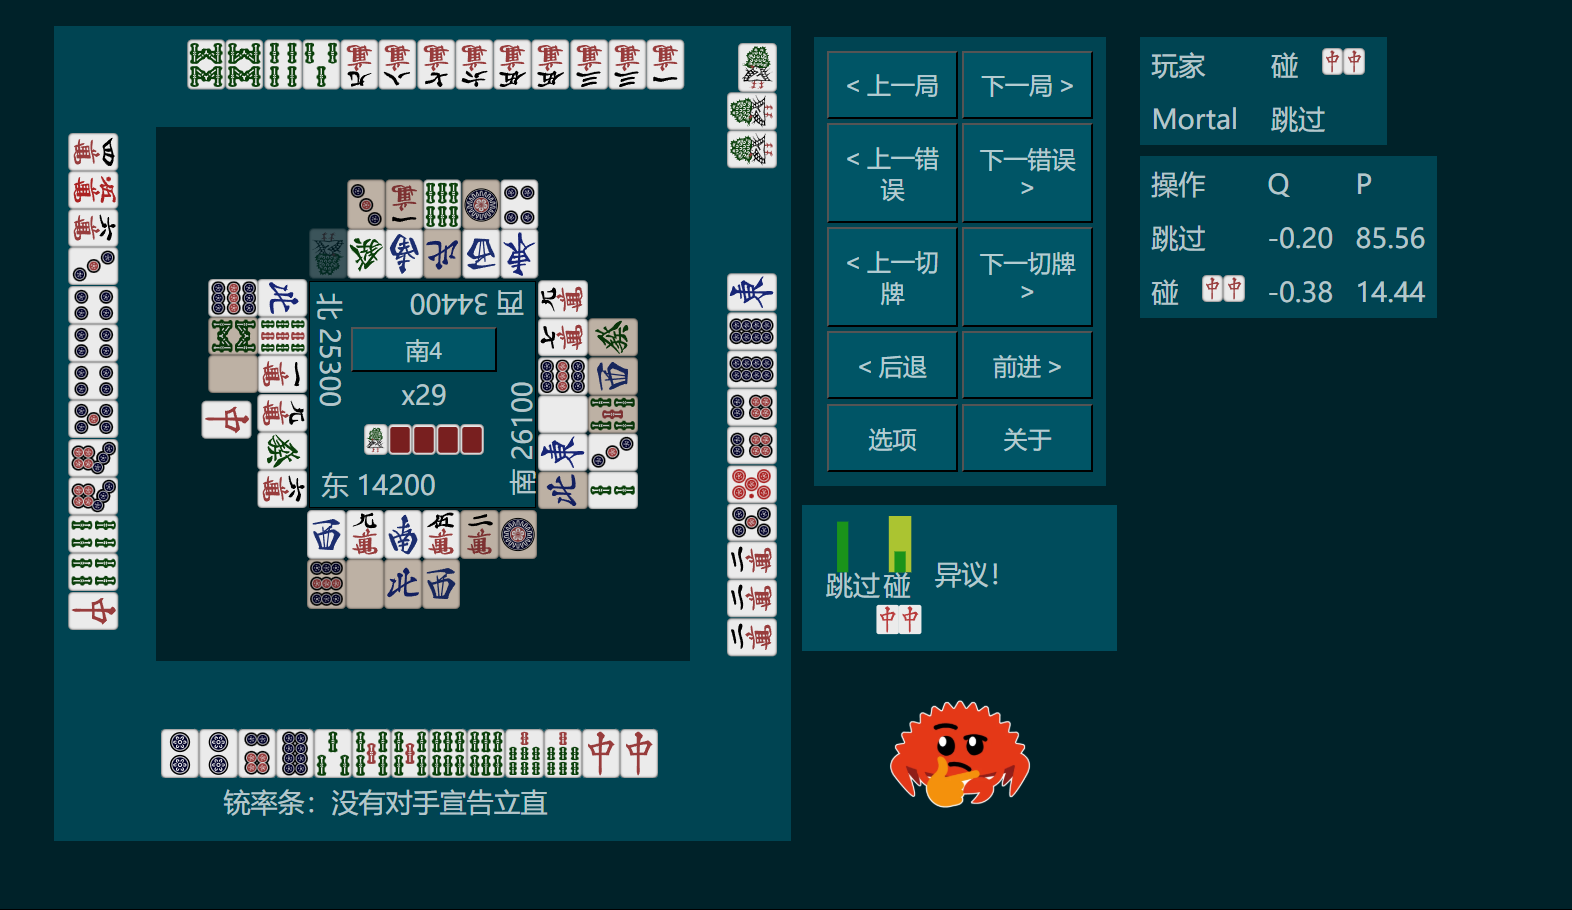 北 25300
西 34400
南4
x29
南 26100
东 14200
铳率条：没有对手宣告立直
< 上一局
下一局 >
< 上一错误
下一错误 >
< 上一切牌
下一切牌 >
< 后退
前进 >
选项
关于
跳过
碰
异议！
玩家 碰 中 中
Mortal 跳过
操作 Q P
跳过 -0.20 85.56
碰 中 中 -0.38 14.44